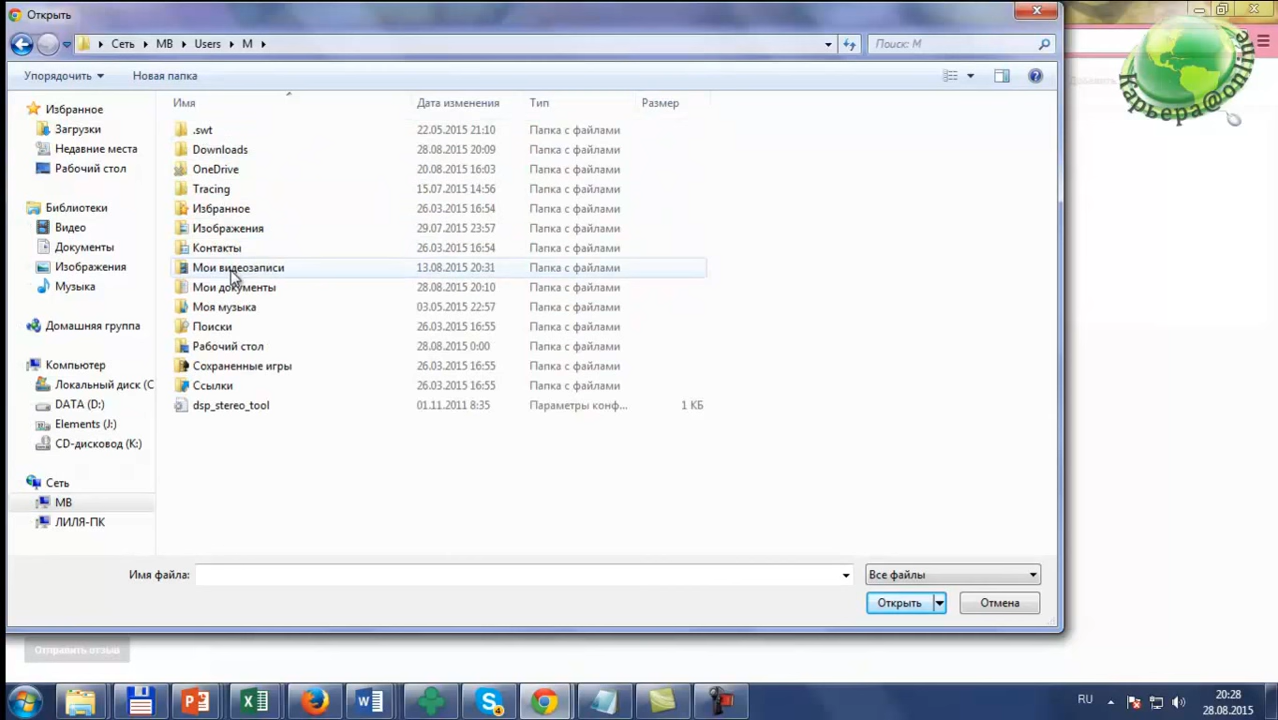 Открыть
Сеть MB Users M
Поиск: M
Карьера@online
Упорядочить Новая папка
Имя Дата изменения Тип Размер
Избранное
Загрузки
Недавние места
Рабочий стол
Библиотеки
Видео
Документы
Изображения
Музыка
Домашняя группа
Компьютер
Локальный диск (C
DATA (D:)
Elements (J:)
CD-дисковод (K:)
Сеть
MB
ЛИЛЯ-ПК
.swt 22.05.2015 21:10 Папка с файлами
Downloads 28.08.2015 20:09 Папка с файлами
OneDrive 20.08.2015 16:03 Папка с файлами
Tracing 15.07.2015 14:56 Папка с файлами
Избранное 26.03.2015 16:54 Папка с файлами
Изображения 29.07.2015 23:57 Папка с файлами
Контакты 26.03.2015 16:54 Папка с файлами
Мои видеозаписи 13.08.2015 20:31 Папка с файлами
Мои документы 28.08.2015 20:10 Папка с файлами
Моя музыка 03.05.2015 22:57 Папка с файлами
Поиски 26.03.2015 16:55 Папка с файлами
Рабочий стол 28.08.2015 0:00 Папка с файлами
Сохраненные игры 26.03.2015 16:55 Папка с файлами
Ссылки 26.03.2015 16:55 Папка с файлами
dsp_stereo_tool 01.11.2011 8:35 Параметры конф... 1 КБ
Имя файла:
Все файлы
Открыть Отмена
Отправить отзыв
RU
20:28
28.08.2015